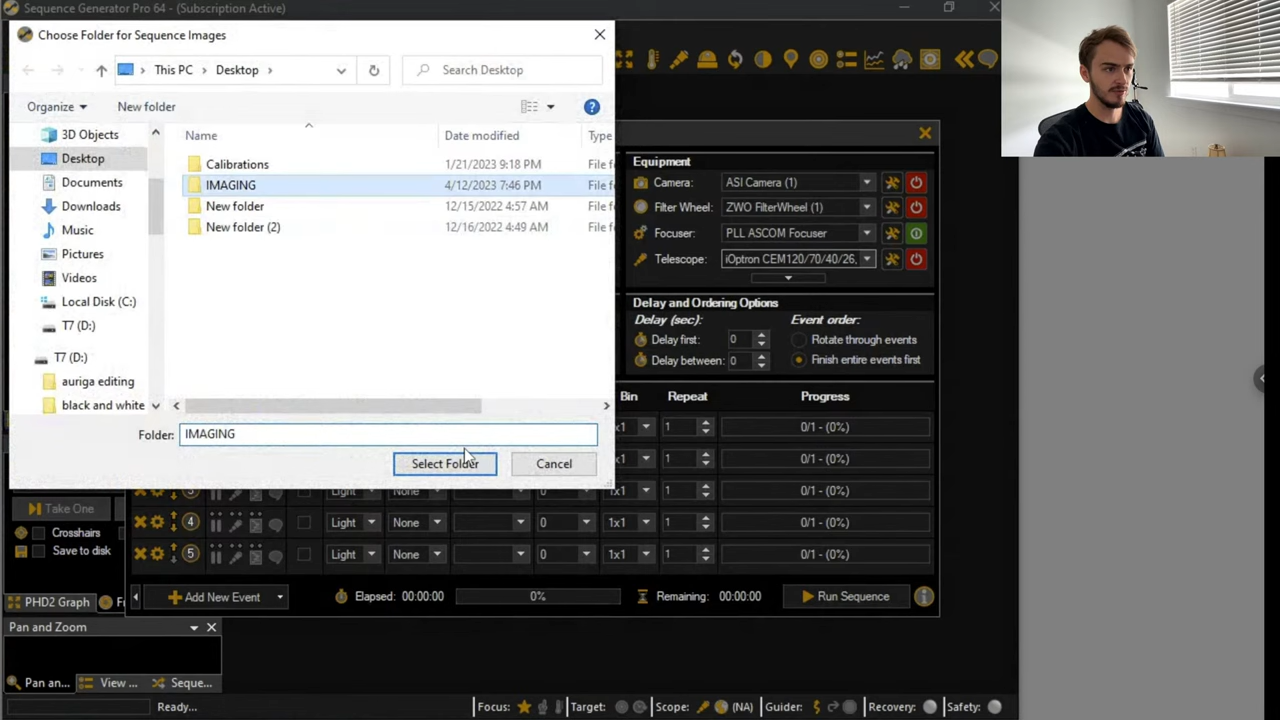 Sequence Generator Pro 64 - (Subscription Active)
Choose Folder for Sequence Images
This PC > Desktop >
Search Desktop
Organize
New folder
Name
Date modified
Type
3D Objects
Desktop
Documents
Downloads
Music
Pictures
Videos
Local Disk (C:)
T7 (D:)
T7 (D:)
auriga editing
black and white
Calibrations 1/21/2023 9:18 PM File f
IMAGING 4/12/2023 7:46 PM File f
New folder 12/15/2022 4:57 AM File f
New folder (2) 12/16/2022 4:49 AM File f
Folder: IMAGING
Select Folder
Cancel
Equipment
Camera: ASI Camera (1)
Filter Wheel: ZWO FilterWheel (1)
Focuser: PLL ASCOM Focuser
Telescope: iOptron CEM120/70/40/26,
Delay and Ordering Options
Delay (sec): Event order:
Delay first: 0 Rotate through events
Delay between: 0 Finish entire events first
Bin Repeat Progress
x1 1 0/1 - (0%)
x1 1 0/1 - (0%)
Light None 0 1x1 1 0/1 - (0%)
4 Light None 0 1x1 1 0/1 - (0%)
5 Light None 0 1x1 1 0/1 - (0%)
Take One
Crosshairs
Save to disk
Add New Event Elapsed: 00:00:00 0% Remaining: 00:00:00 Run Sequence
PHD2 Graph
Pan and Zoom
Pan an... View ... Seque...
Ready... Focus: Target: Scope: (NA) Guider: Recovery: Safety: